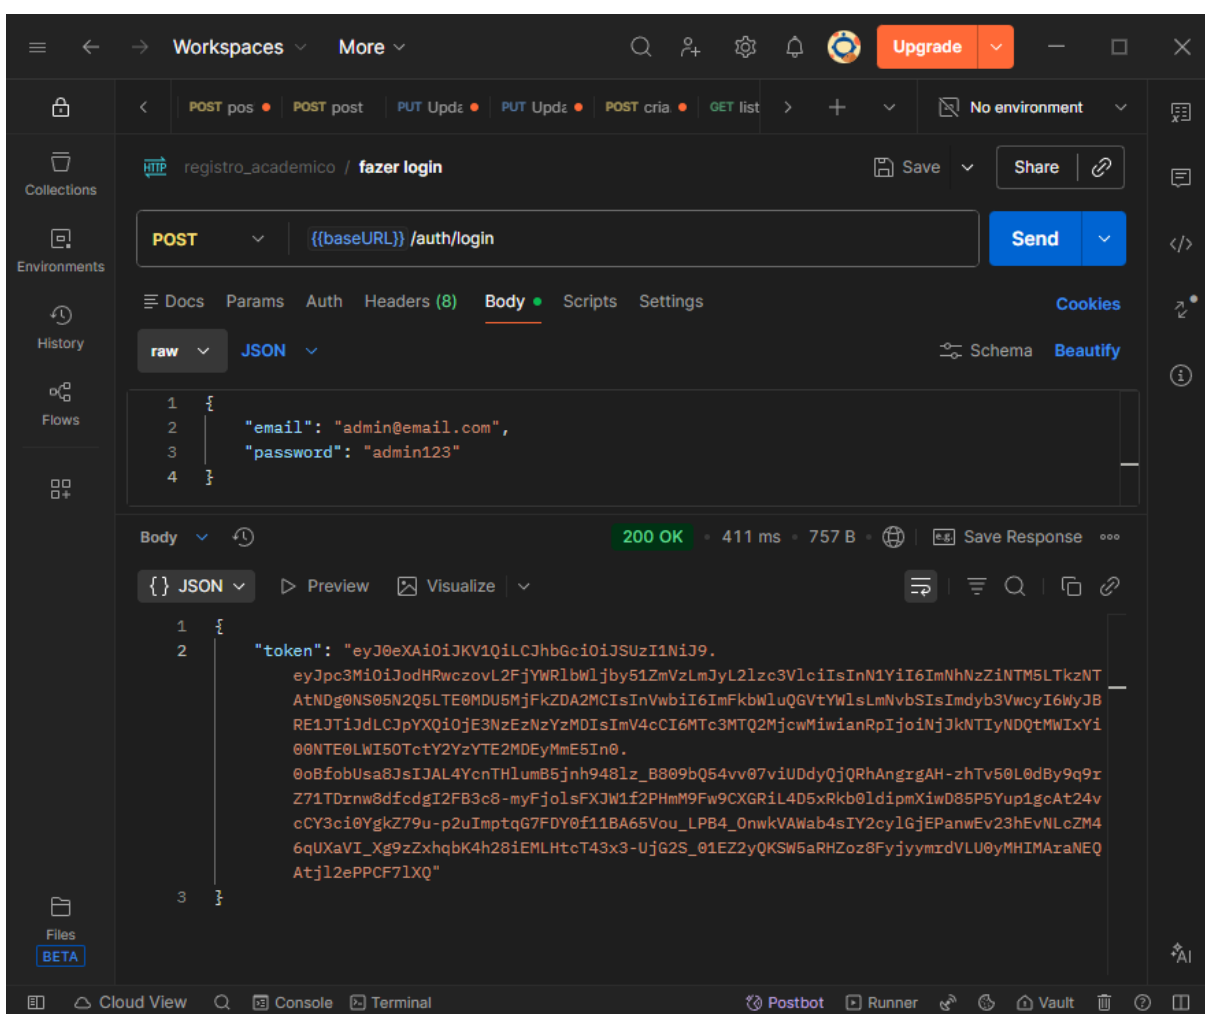 Workspaces More Upgrade
POST pos POST post PUT Upda PUT Upda POST cria GET list No environment
HTTP registro_academico / fazer login Save Share
Collections
POST {{baseURL}} /auth/login Send
Environments
Docs Params Auth Headers (8) Body Scripts Settings Cookies
History
raw JSON Schema Beautify
Flows
1 {
2 "email": "admin@email.com",
3 "password": "admin123"
4 }
Body 200 OK • 411 ms • 757 B e.g. Save Response
{} JSON Preview Visualize
1 {
2 "token": "eyJ0eXAiOiJKV1QiLCJhbGciOiJSUzI1NiJ9.
eyJpc3MiOiJodHRwczovL2FjYWRlbWljby51ZmVzLmJyL2lzc3VlciIsInN1YiI6ImNhNzZiNTM5LTkzNT
AtNDg0NS05N2Q5LTE0MDU5MjFkZDA2MCIsInVwbiI6ImFkbWluQGVtYWlsLmNvbSIsImdyb3VwcyI6WyJB
RE1JTiJdLCJpYXQiOjE3NzEzNzYzMDIsImV4cCI6MTc3MTQ2MjcwMiwianRpIjoiNjJkNTIyNDQtMWIxYi
00NTE0LWI5OTctY2YzYTE2MDEyMmE5In0.
0oBfobUsa8JsIJAL4YcnTHlumB5jnh948lz_B809bQ54vv07viUDdyQjQRhAngrgAH-zhTv50L0dBy9q9r
Z71TDrnw8dfcdgI2FB3c8-myFjolsFXJW1f2PHmM9Fw9CXGRiL4D5xRkb0ldipmXiwD85P5Yup1gcAt24v
cCY3ci0YgkZ79u-p2uImptqG7FDY0f11BA65Vou_LPB4_OnwkVAWab4sIY2cylGjEPanwEv23hEvNLcZM4
6qUXaVI_Xg9zZxhqbK4h28iEMLHtcT43x3-UjG2S_01EZ2yQKSW5aRHZoz8FyjyymrdVLU0yMHIMAraNEQ
Atjl2ePPCF7lXQ"
3 }
Files
BETA
AI
Cloud View Console Terminal Postbot Runner Vault